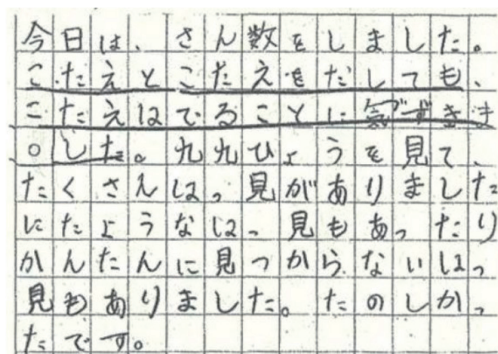 今日は、さん数をしました。
こたえとこたえをだしても、
こたえはでることに気ずきま
した。九九ひょうを見て、
たくさんはっ見がありました
にたようなはっ見もあったり
かんたんに見つからないはっ
見もありました。たのしかっ
たです。